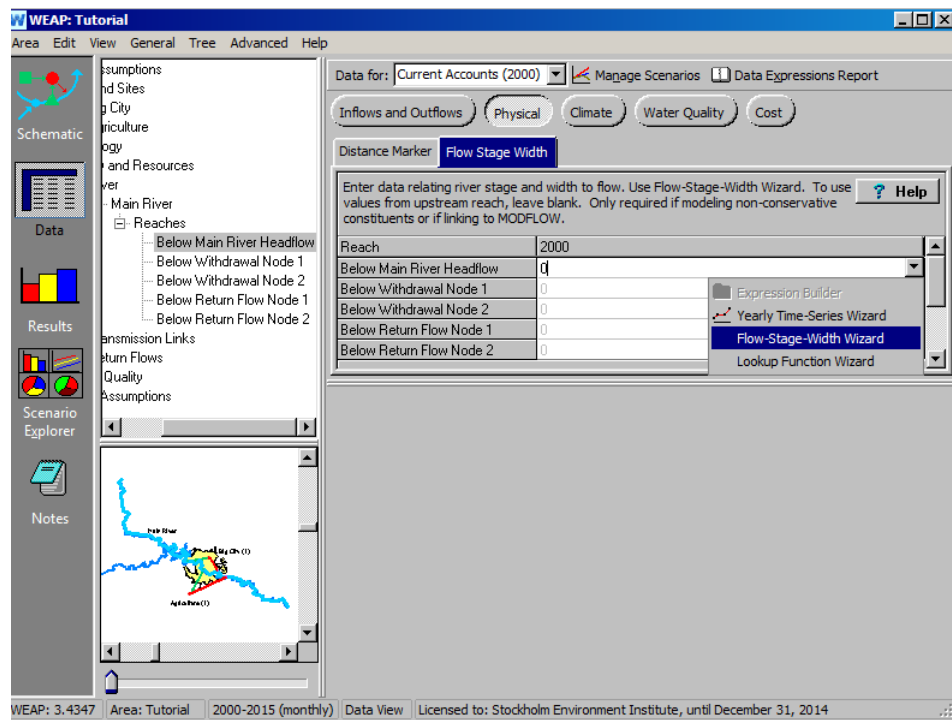 WEAP: Tutorial
Area Edit View General Tree Advanced Help
Schematic
Data
Results
Scenario
Explorer
Notes
ssumptions
nd Sites
g City
riculture
ogy
and Resources
ver
Main River
Reaches
Below Main River Headflow
Below Withdrawal Node 1
Below Withdrawal Node 2
Below Return Flow Node 1
Below Return Flow Node 2
ansmission Links
eturn Flows
Quality
Assumptions
Main River
Big City (1)
Agriculture (1)
Data for: Current Accounts (2000) Manage Scenarios Data Expressions Report
Inflows and Outflows Physical Climate Water Quality Cost
Distance Marker Flow Stage Width
Enter data relating river stage and width to flow. Use Flow-Stage-Width Wizard. To use
values from upstream reach, leave blank. Only required if modeling non-conservative
constituents or if linking to MODFLOW.
? Help
Reach 2000
Below Main River Headflow 0
Below Withdrawal Node 1 0
Below Withdrawal Node 2 0
Below Return Flow Node 1 0
Below Return Flow Node 2 0
Expression Builder
Yearly Time-Series Wizard
Flow-Stage-Width Wizard
Lookup Function Wizard
WEAP: 3.4347 Area: Tutorial 2000-2015 (monthly) Data View Licensed to: Stockholm Environment Institute, until December 31, 2014